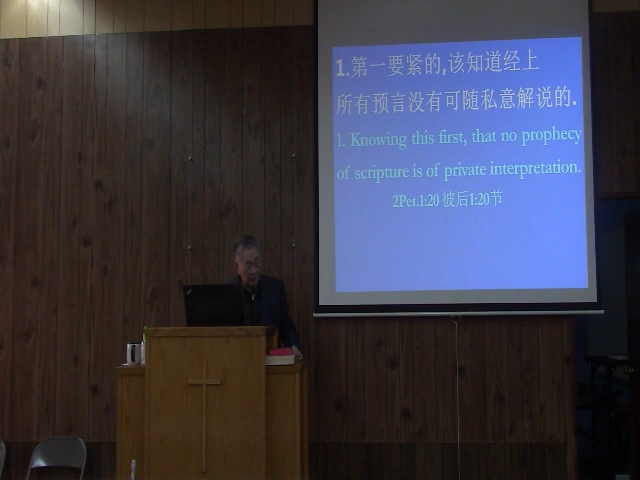 1.第一要紧的,该知道经上
所有预言没有可随私意解说的.
1. Knowing this first, that no prophecy
of scripture is of private interpretation.
2Pet.1:20 彼后1:20节